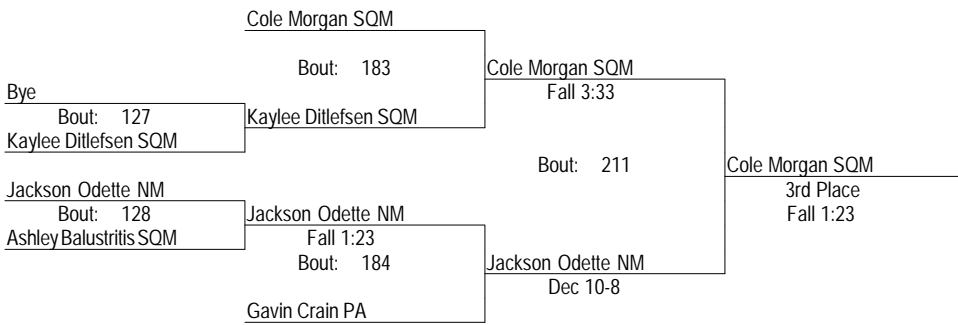 Cole Morgan SQM
Bout: 183
Cole Morgan SQM
Bye
Fall 3:33
Bout: 127
Kaylee Ditlefsen SQM
Kaylee Ditlefsen SQM
Bout: 211
Cole Morgan SQM
Jackson Odette NM
3rd Place
Bout: 128
Jackson Odette NM
Fall 1:23
Ashley Balustritis SQM
Fall 1:23
Bout: 184
Jackson Odette NM
Dec 10-8
Gavin Crain PA